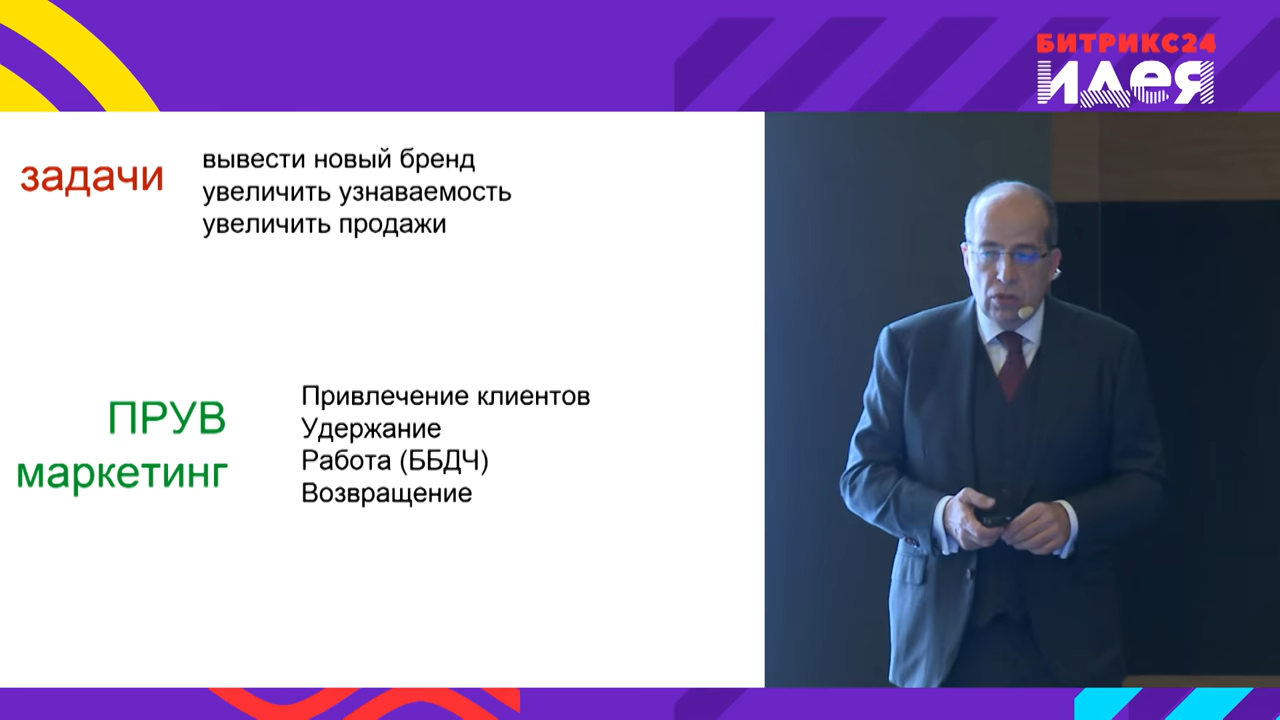 БИТРИКС24
идея
задачи
вывести новый бренд
увеличить узнаваемость
увеличить продажи
ПРУВ
маркетинг
Привлечение клиентов
Удержание
Работа (ББДЧ)
Возвращение